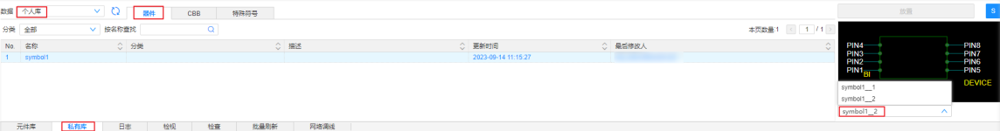 数据 个人库 器件 CBB 特殊符号 放置 S
分类 全部 按名称查找 本页数量:1 1 / 1
No. 名称 分类 描述 更新时间 最后修改人
1 symbol1 2023-09-14 11:15:27
PIN4 PIN8
PIN3 PIN7
PIN2 PIN6
PIN1 BI PIN5
DEVICE
symbol1__1
symbol1__2
symbol1__2
元件库 私有库 日志 检视 检查 批量刷新 网络调线